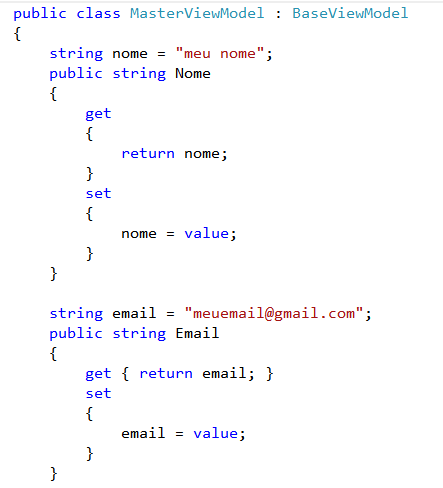 public class MasterViewModel : BaseViewModel
{
    string nome = "meu nome";
    public string Nome
    {
        get
        {
            return nome;
        }
        set
        {
            nome = value;
        }
    }

    string email = "meuemail@gmail.com";
    public string Email
    {
        get { return email; }
        set
        {
            email = value;
        }
    }